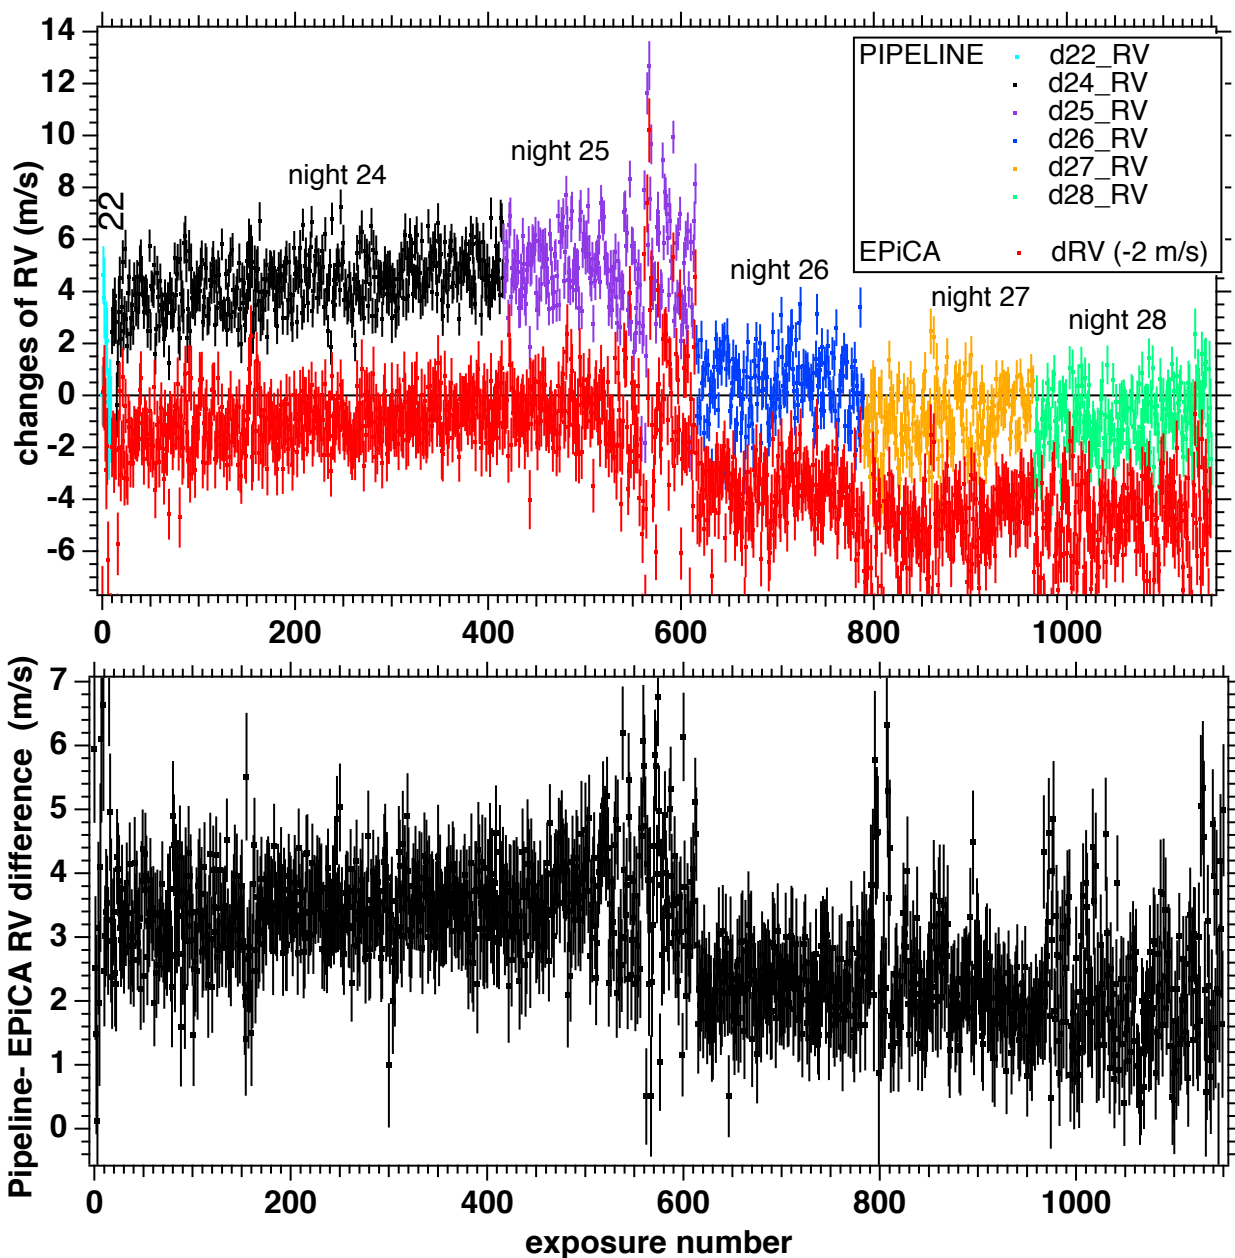 14
12
10
8
6
4
2
0
-2
-4
-6
changes of RV (m/s)
22
night 24
night 25
night 26
night 27
night 28
PIPELINE
d22_RV
d24_RV
d25_RV
d26_RV
d27_RV
d28_RV
EPiCA dRV (-2 m/s)
0 200 400 600 800 1000
7
6
5
4
3
2
1
0
Pipeline- EPiCA RV difference (m/s)
0 200 400 600 800 1000
exposure number